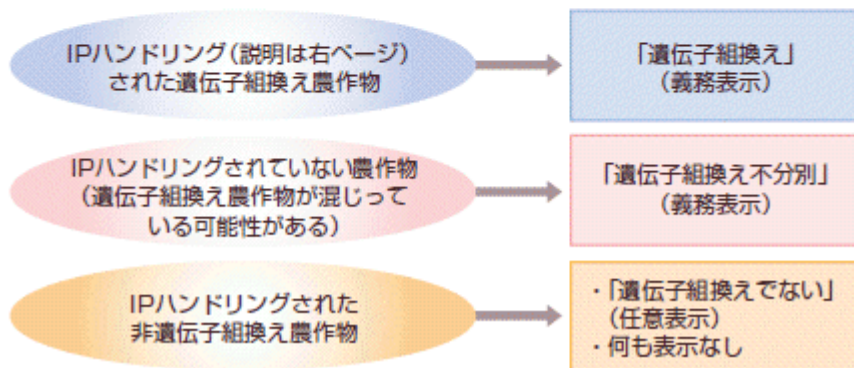 IPハンドリング（説明は右ページ）
された遺伝子組換え農作物
「遺伝子組換え」
（義務表示）
IPハンドリングされていない農作物
（遺伝子組換え農作物が混じって
いる可能性がある）
「遺伝子組換え不分別」
（義務表示）
IPハンドリングされた
非遺伝子組換え農作物
・「遺伝子組換えでない」
（任意表示）
・何も表示なし